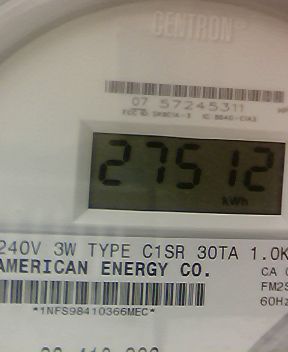 CENTRON®
07 57245311
27512
kWh
240V 3W TYPE C1SR 30TA 1.0K
AMERICAN ENERGY CO.
CA
FM2S
60Hz
*1NFS98410366MEC*